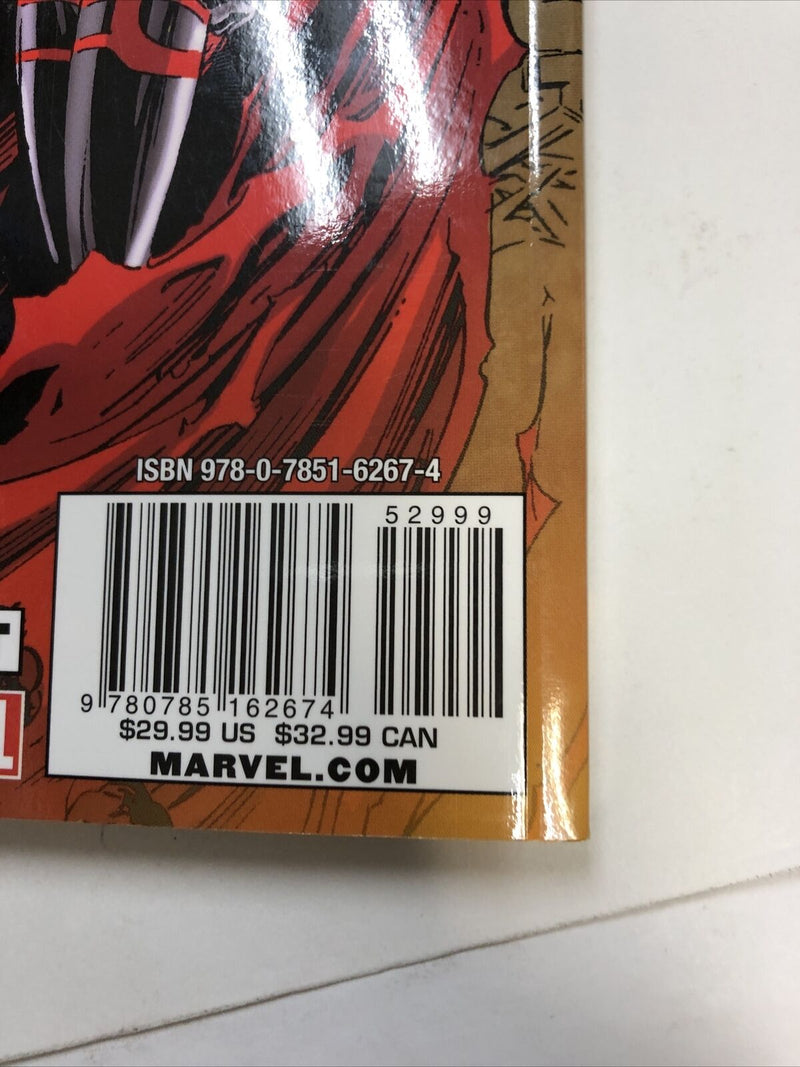 ISBN 978-0-7851-6267-4
52999
9 780785 162674
$29.99 US $32.99 CAN
MARVEL.COM